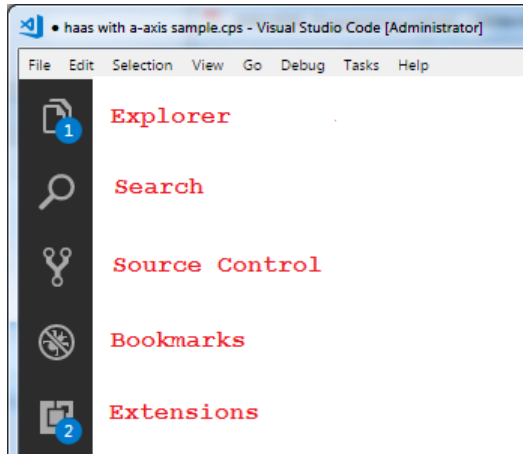 ● haas with a-axis sample.cps - Visual Studio Code [Administrator]
File Edit Selection View Go Debug Tasks Help
1 Explorer
Search
Source Control
Bookmarks
Extensions
2